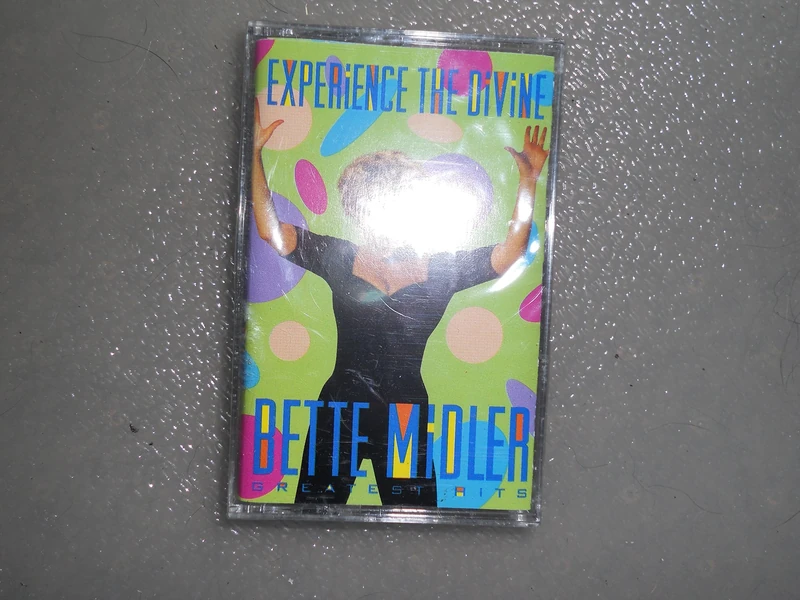 EXPERiENCE THE DiViNE
BETTE MiDLER
GREATEST HITS